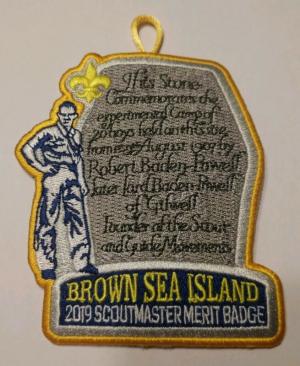 This Stone
Commemorates the
experimental Camp of
20 boys held on this site
from 1st-9th August 1907 by
Robert Baden-Powell
later lord Baden-Powell
of Gilwell
Founder of the Scout
and Guide Movements
BROWN SEA ISLAND
2019 SCOUTMASTER MERIT BADGE